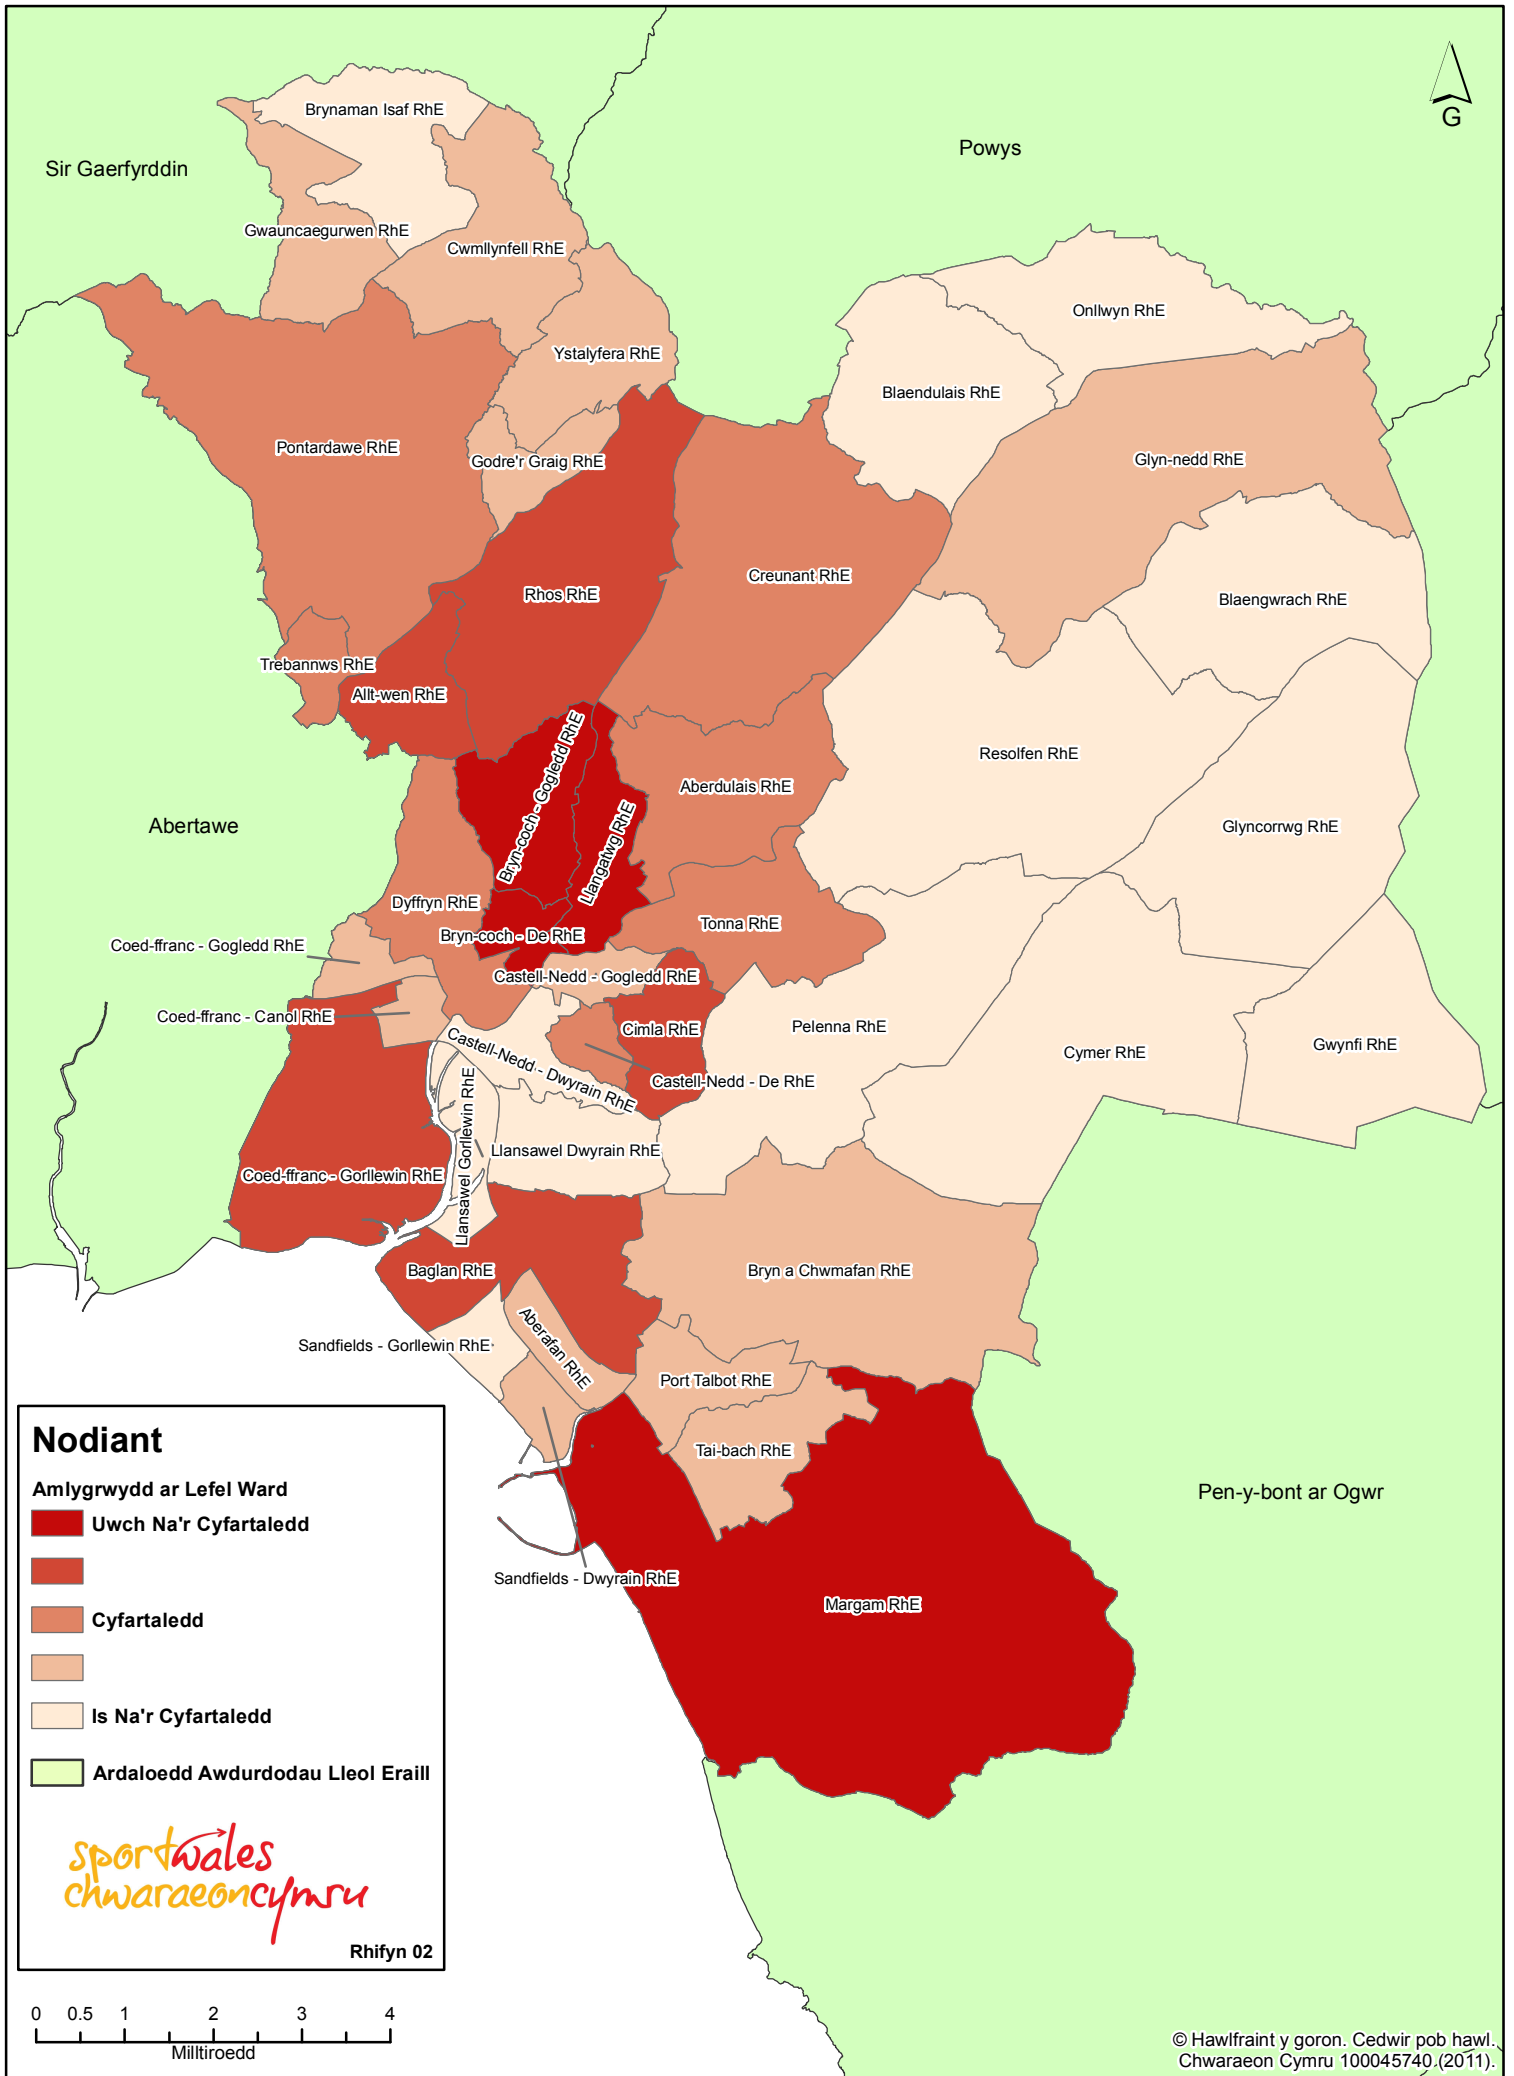 Brynaman Isaf RhE
G
Sir Gaerfyrddin
Powys
Gwauncaegurwen RhE
Cwmllynfell RhE
Onllwyn RhE
Ystalyfera RhE
Blaendulais RhE
Pontardawe RhE
Godre'r Graig RhE
Glyn-nedd RhE
Creunant RhE
Rhos RhE
Blaengwrach RhE
Trebannws RhE
Allt-wen RhE
Resolfen RhE
Bryn-coch - Gogledd RhE
Aberdulais RhE
Abertawe
Llangatwg RhE
Glyncorrwg RhE
Dyffryn RhE
Tonna RhE
Bryn-coch - De RhE
Coed-ffranc - Gogledd RhE
Castell-Nedd - Gogledd RhE
Coed-ffranc - Canol RhE
Cimla RhE
Pelenna RhE
Gwynfi RhE
Cymer RhE
Castell-Nedd - Dwyrain RhE
Castell-Nedd - De RhE
Llansawel Gorllewin RhE
Llansawel Dwyrain RhE
Coed-ffranc - Gorllewin RhE
Baglan RhE
Bryn a Chwmafan RhE
Sandfields - Gorllewin RhE
Aberafan RhE
Port Talbot RhE
Tai-bach RhE
Pen-y-bont ar Ogwr
Sandfields - Dwyrain RhE
Margam RhE
Nodiant
Amlygrwydd ar Lefel Ward
Uwch Na'r Cyfartaledd
Cyfartaledd
Is Na'r Cyfartaledd
Ardaloedd Awdurdodau Lleol Eraill
sportwales
chwaraeoncymru
Rhifyn 02
0 0.5 1 2 3 4
Milltiroedd
© Hawlfraint y goron. Cedwir pob hawl.
Chwaraeon Cymru 100045740 (2011).